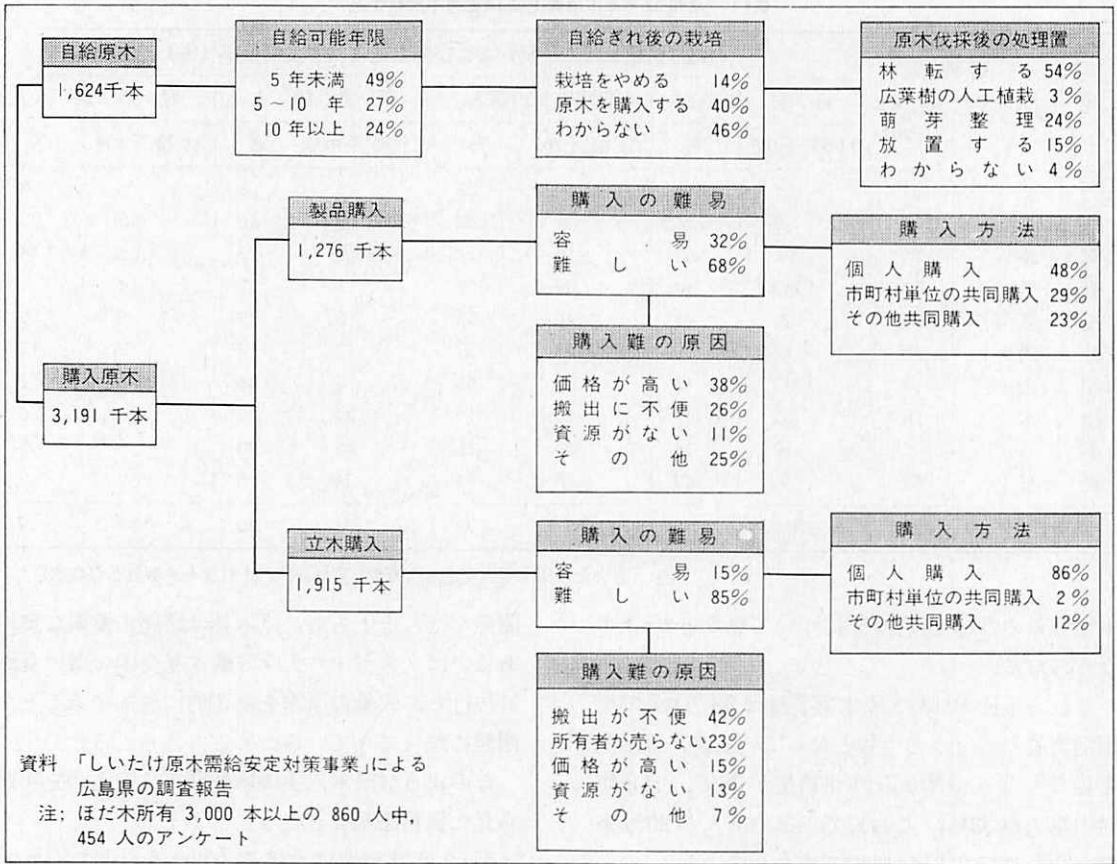 自給原木
1,624千本
自給可能年限
5年未満 49%
5~10年 27%
10年以上 24%
自給ぎれ後の栽培
栽培をやめる 14%
原木を購入する 40%
わからない 46%
原木伐採後の処理置
林転する 54%
広葉樹の人工植栽 3%
萌芽整理 24%
放置する 15%
わからない 4%
購入原木
3,191千本
製品購入
1,276千本
購入の難易
容易 32%
難しい 68%
購入方法
個人購入 48%
市町村単位の共同購入 29%
その他共同購入 23%
購入難の原因
価格が高い 38%
搬出に不便 26%
資源がない 11%
その他 25%
立木購入
1,915千本
購入の難易
容易 15%
難しい 85%
購入方法
個人購入 86%
市町村単位の共同購入 2%
その他共同購入 12%
購入難の原因
搬出が不便 42%
所有者が売らない 23%
価格が高い 15%
資源がない 13%
その他 7%
資料 「しいたけ原木需給安定対策事業」による
広島県の調査報告
注: ほだ木所有 3,000 本以上の 860 人中,
454 人のアンケート